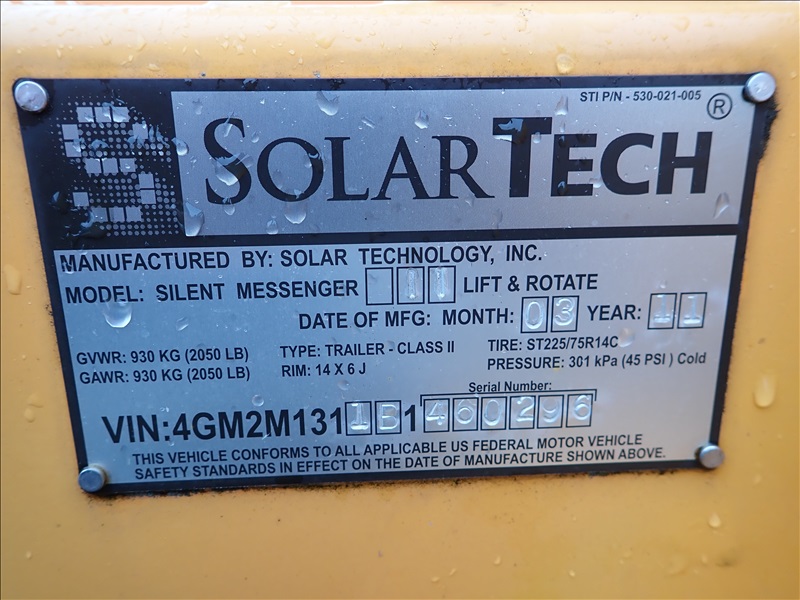 STI P/N - 530-021-005
SOLARTECH®
MANUFACTURED BY: SOLAR TECHNOLOGY, INC.
MODEL: SILENT MESSENGER II LIFT & ROTATE
DATE OF MFG: MONTH: 03 YEAR: 11
GVWR: 930 KG (2050 LB) TYPE: TRAILER - CLASS II TIRE: ST225/75R14C
GAWR: 930 KG (2050 LB) RIM: 14 X 6 J PRESSURE: 301 kPa (45 PSI) Cold
Serial Number:
VIN:4GM2M1311B1460296
THIS VEHICLE CONFORMS TO ALL APPLICABLE US FEDERAL MOTOR VEHICLE
SAFETY STANDARDS IN EFFECT ON THE DATE OF MANUFACTURE SHOWN ABOVE.